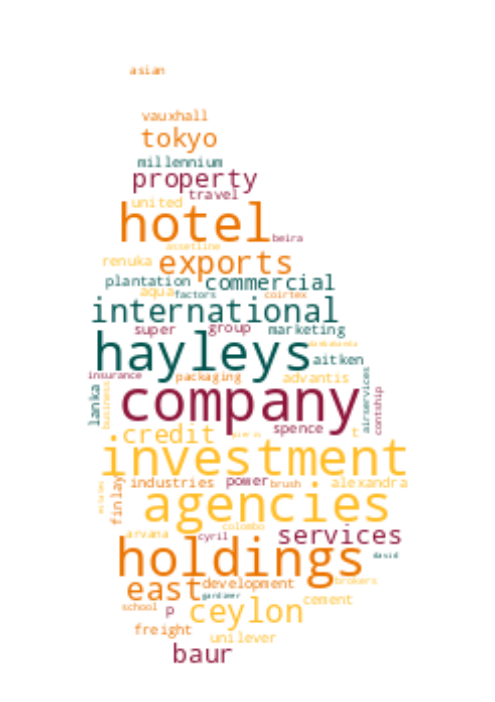 asian
vauxhall
tokyo
millennium
property
travel
united
hotel
beira
assetline
renuka exports
plantation commercial
aqua factors coirtex
international
super group marketing
hayleys
aitken
insurance packaging advantis
lanka
business
company
airservices
contship
credit spence t
investment
finlay industries power brush alexandra
agencies
colombo
arvana cyril services
holdings
david
east development brokers
gardiner
school p ceylon cement
freight unilever
baur